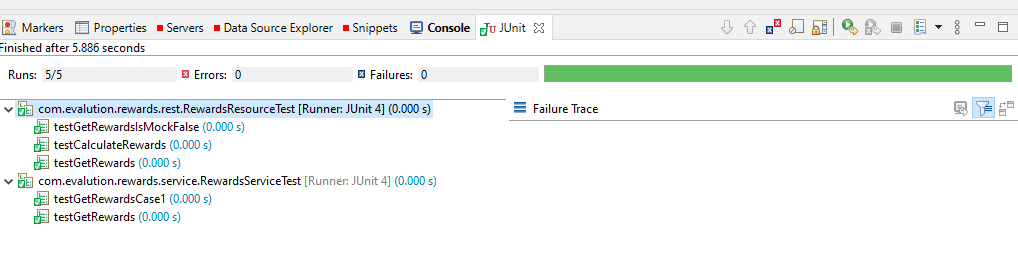 Markers Properties Servers Data Source Explorer Snippets Console JUnit
Finished after 5.886 seconds
Runs: 5/5 Errors: 0 Failures: 0
com.evalution.rewards.rest.RewardsResourceTest [Runner: JUnit 4] (0.000 s)
Failure Trace
testGetRewardsIsMockFalse (0.000 s)
testCalculateRewards (0.000 s)
testGetRewards (0.000 s)
com.evalution.rewards.service.RewardsServiceTest [Runner: JUnit 4] (0.000 s)
testGetRewardsCase1 (0.000 s)
testGetRewards (0.000 s)